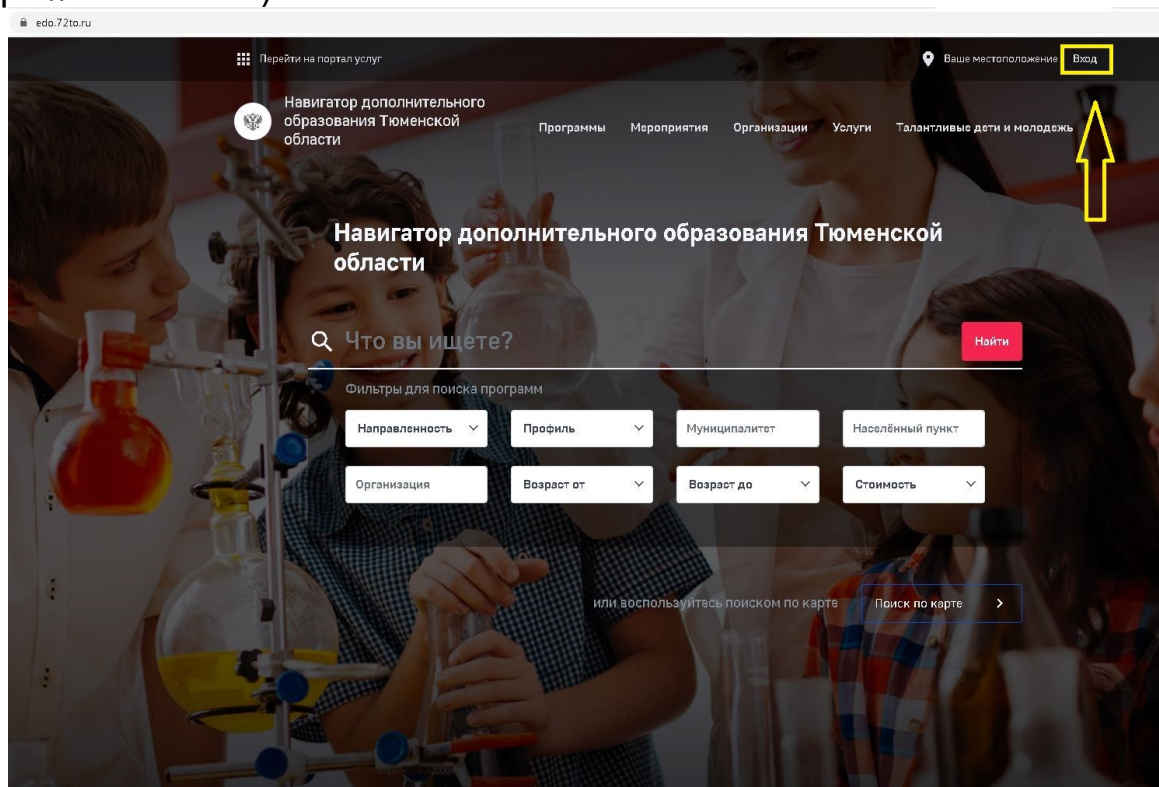 edo.72to.ru
Перейти на портал услуг
Ваше местоположение Вход
Навигатор дополнительного
образования Тюменской
области
Программы Мероприятия Организации Услуги Талантливые дети и молодежь
Навигатор дополнительного образования Тюменской
области
Что вы ищете?
Найти
Фильтры для поиска программ
Направленность Профиль Муниципалитет Населённый пункт
Организация Возраст от Возраст до Стоимость
или воспользуйтесь поиском по карте Поиск по карте